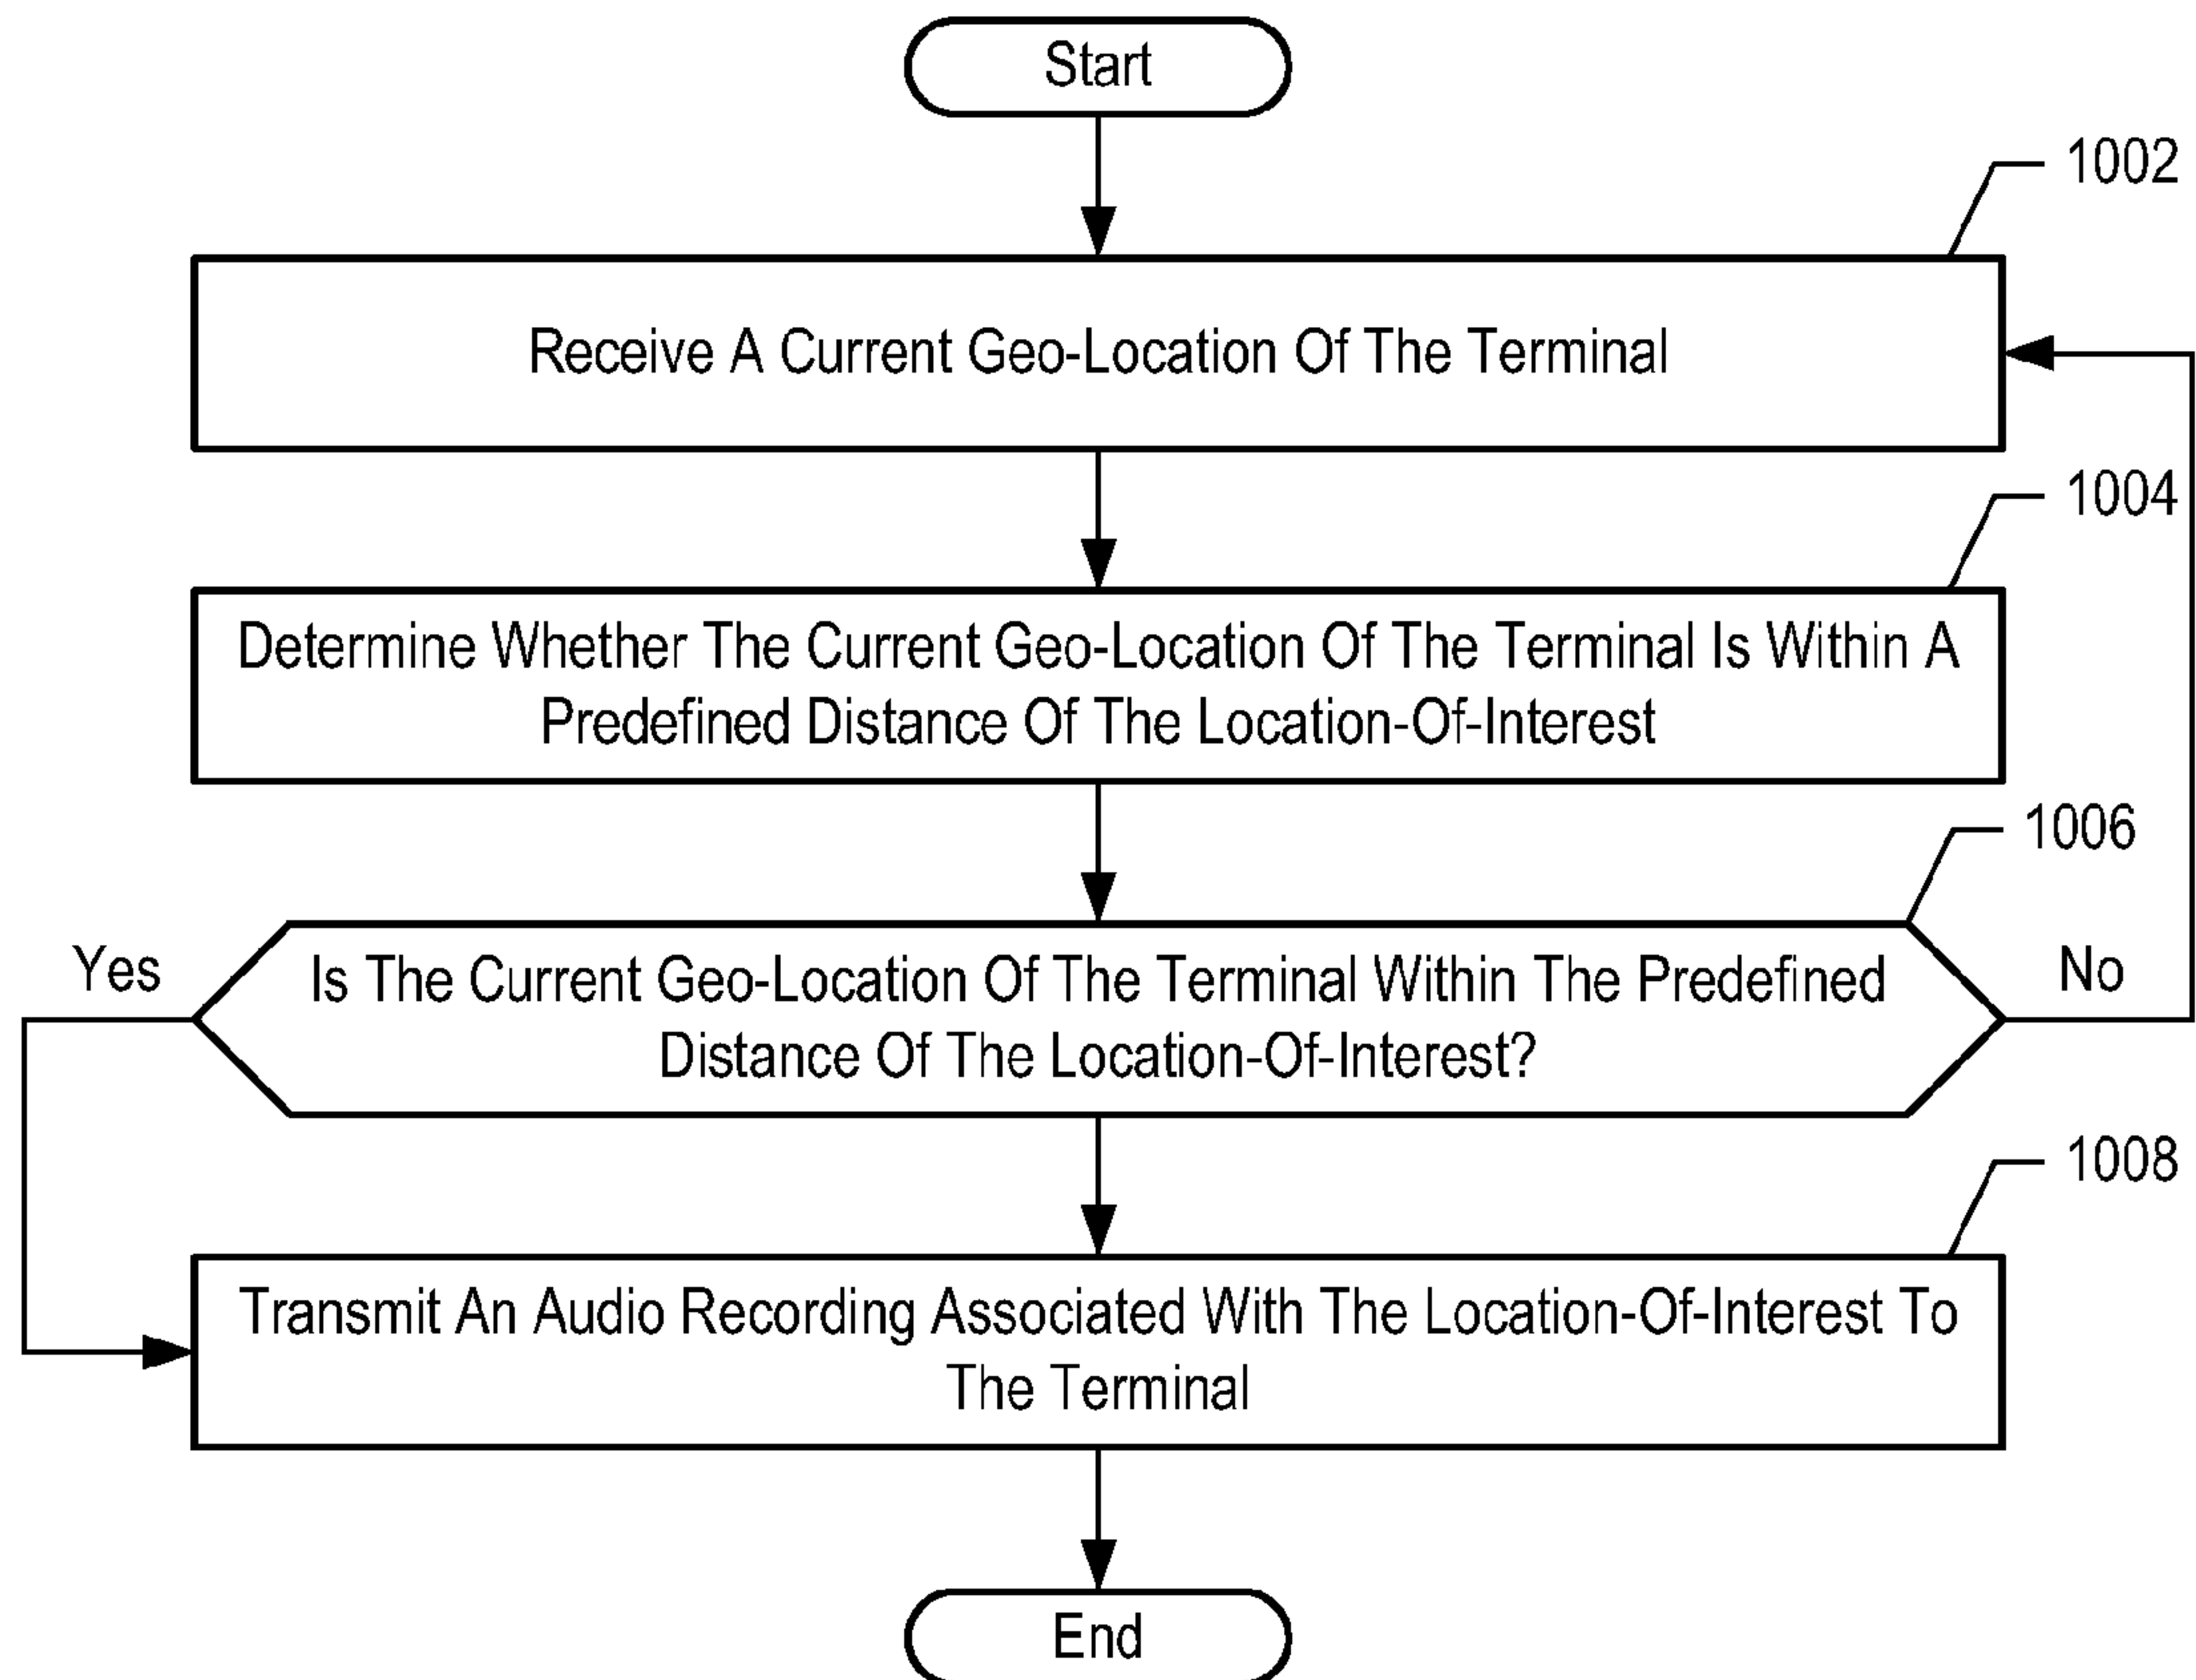 Start
1002
Receive A Current Geo-Location Of The Terminal
1004
Determine Whether The Current Geo-Location Of The Terminal Is Within A
Predefined Distance Of The Location-Of-Interest
1006
Yes
Is The Current Geo-Location Of The Terminal Within The Predefined
Distance Of The Location-Of-Interest?
No
1008
Transmit An Audio Recording Associated With The Location-Of-Interest To
The Terminal
End